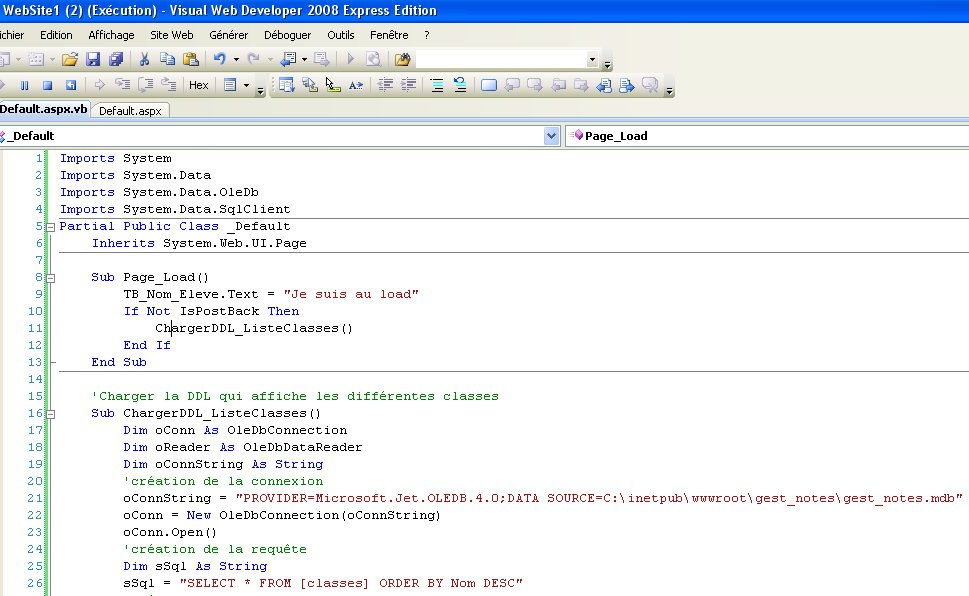 WebSite1 (2) (Exécution) - Visual Web Developer 2008 Express Edition
ichier Edition Affichage Site Web Générer Déboguer Outils Fenêtre ?
Hex
Default.aspx.vb Default.aspx
_Default Page_Load
1 Imports System
2 Imports System.Data
3 Imports System.Data.OleDb
4 Imports System.Data.SqlClient
5 Partial Public Class _Default
6 Inherits System.Web.UI.Page
7
8 Sub Page_Load()
9 TB_Nom_Eleve.Text = "Je suis au load"
10 If Not IsPostBack Then
11 ChargerDDL_ListeClasses()
12 End If
13 End Sub
14
15 'Charger la DDL qui affiche les différentes classes
16 Sub ChargerDDL_ListeClasses()
17 Dim oConn As OleDbConnection
18 Dim oReader As OleDbDataReader
19 Dim oConnString As String
20 'création de la connexion
21 oConnString = "PROVIDER=Microsoft.Jet.OLEDB.4.0;DATA SOURCE=C:\inetpub\wwwroot\gest_notes\gest_notes.mdb"
22 oConn = New OleDbConnection(oConnString)
23 oConn.Open()
24 'création de la requête
25 Dim sSql As String
26 sSql = "SELECT * FROM [classes] ORDER BY Nom DESC"